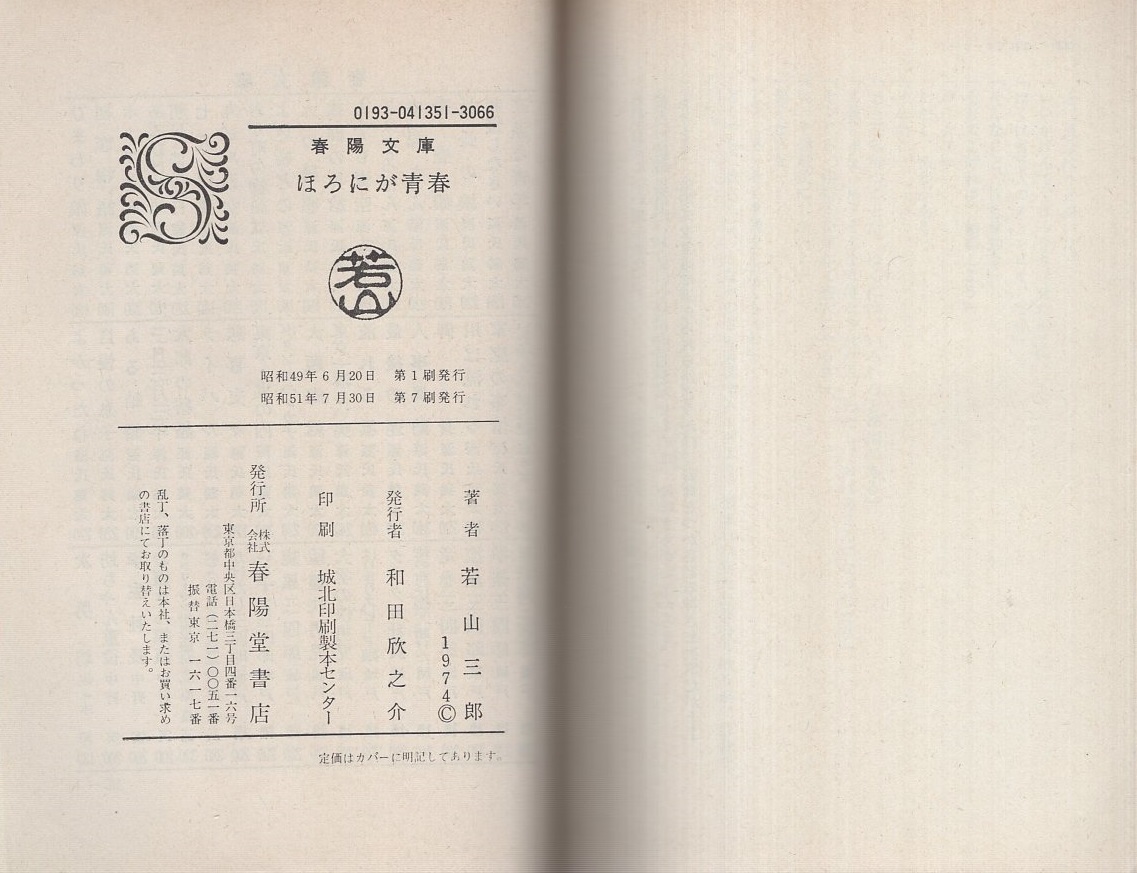 0193-041351-3066
春陽文庫
ほろにが青春
若山
昭和49年6月20日 第1刷発行
昭和51年7月30日 第7刷発行
著者 若山三郎
1974©
発行者 和田欣之介
印刷 城北印刷製本センター
発行所 株式会社 春陽堂書店
東京都中央区日本橋三丁目四番一六号
電話(二七一)〇〇五一番
振替東京 一六一七番
乱丁、落丁のものは本社、またはお買い求め
の書店にてお取り替えいたします。
定価はカバーに明記してあります。